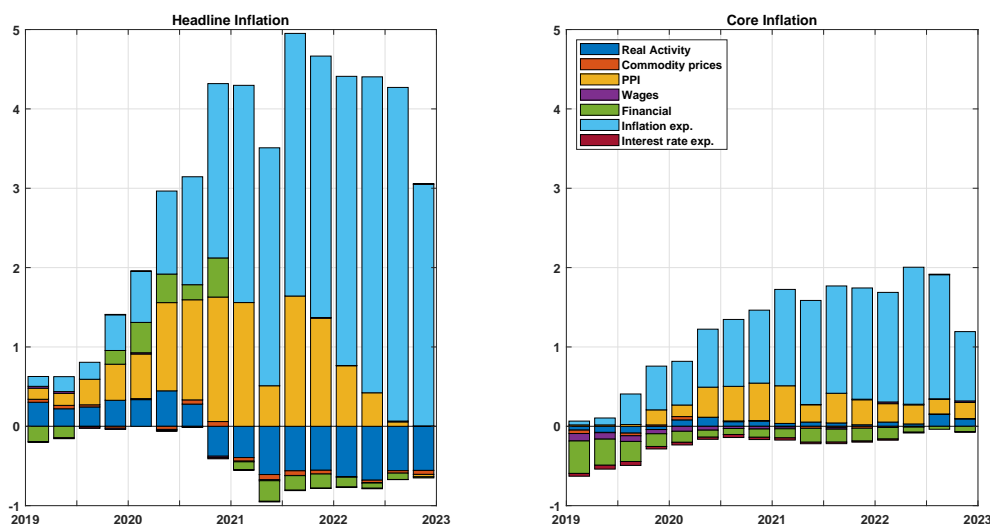 Headline Inflation
5
4
3
2
1
0
-1
2019 2020 2021 2022 2023
Core Inflation
5
4
3
2
1
0
-1
2019 2020 2021 2022 2023
Real Activity
Commodity prices
PPI
Wages
Financial
Inflation exp.
Interest rate exp.